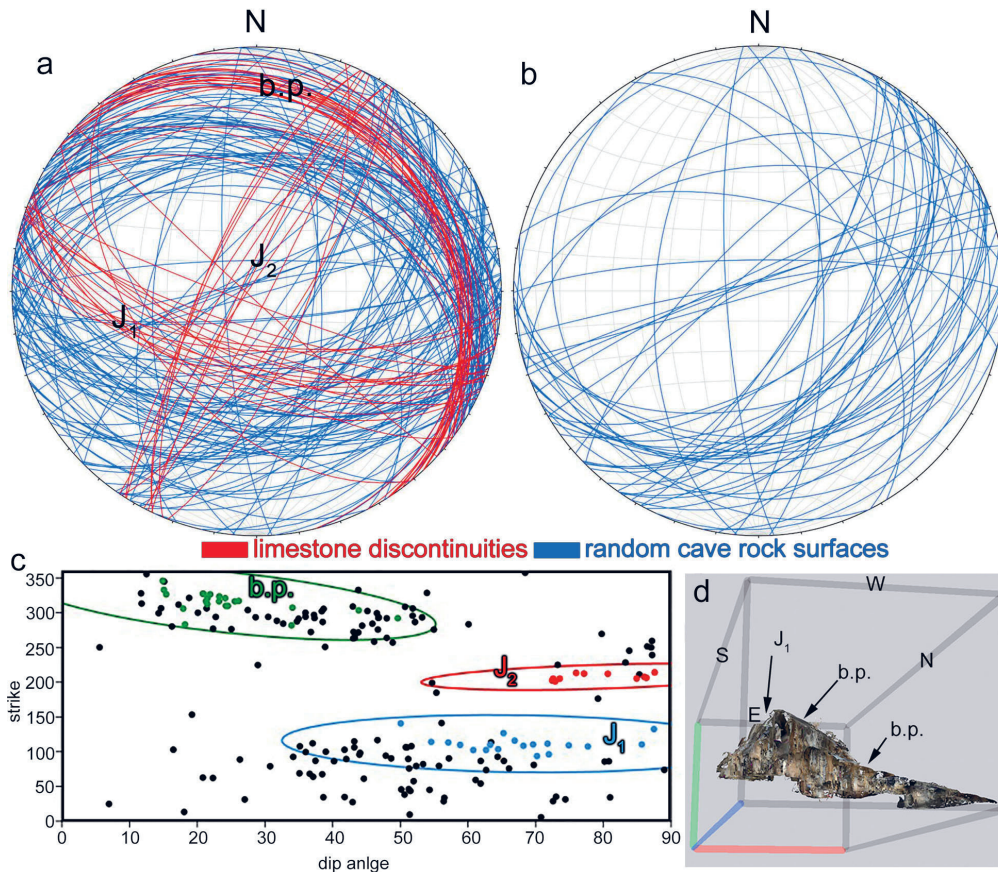 N
N
a
b
b.p.
J2
J1
limestone discontinuities random cave rock surfaces
c
d
350
300
250
200
150
100
50
0
strike
b.p.
J2
J1
0 10 20 30 40 50 60 70 80 90
dip anlge
W
S
J1
N
b.p.
E
b.p.